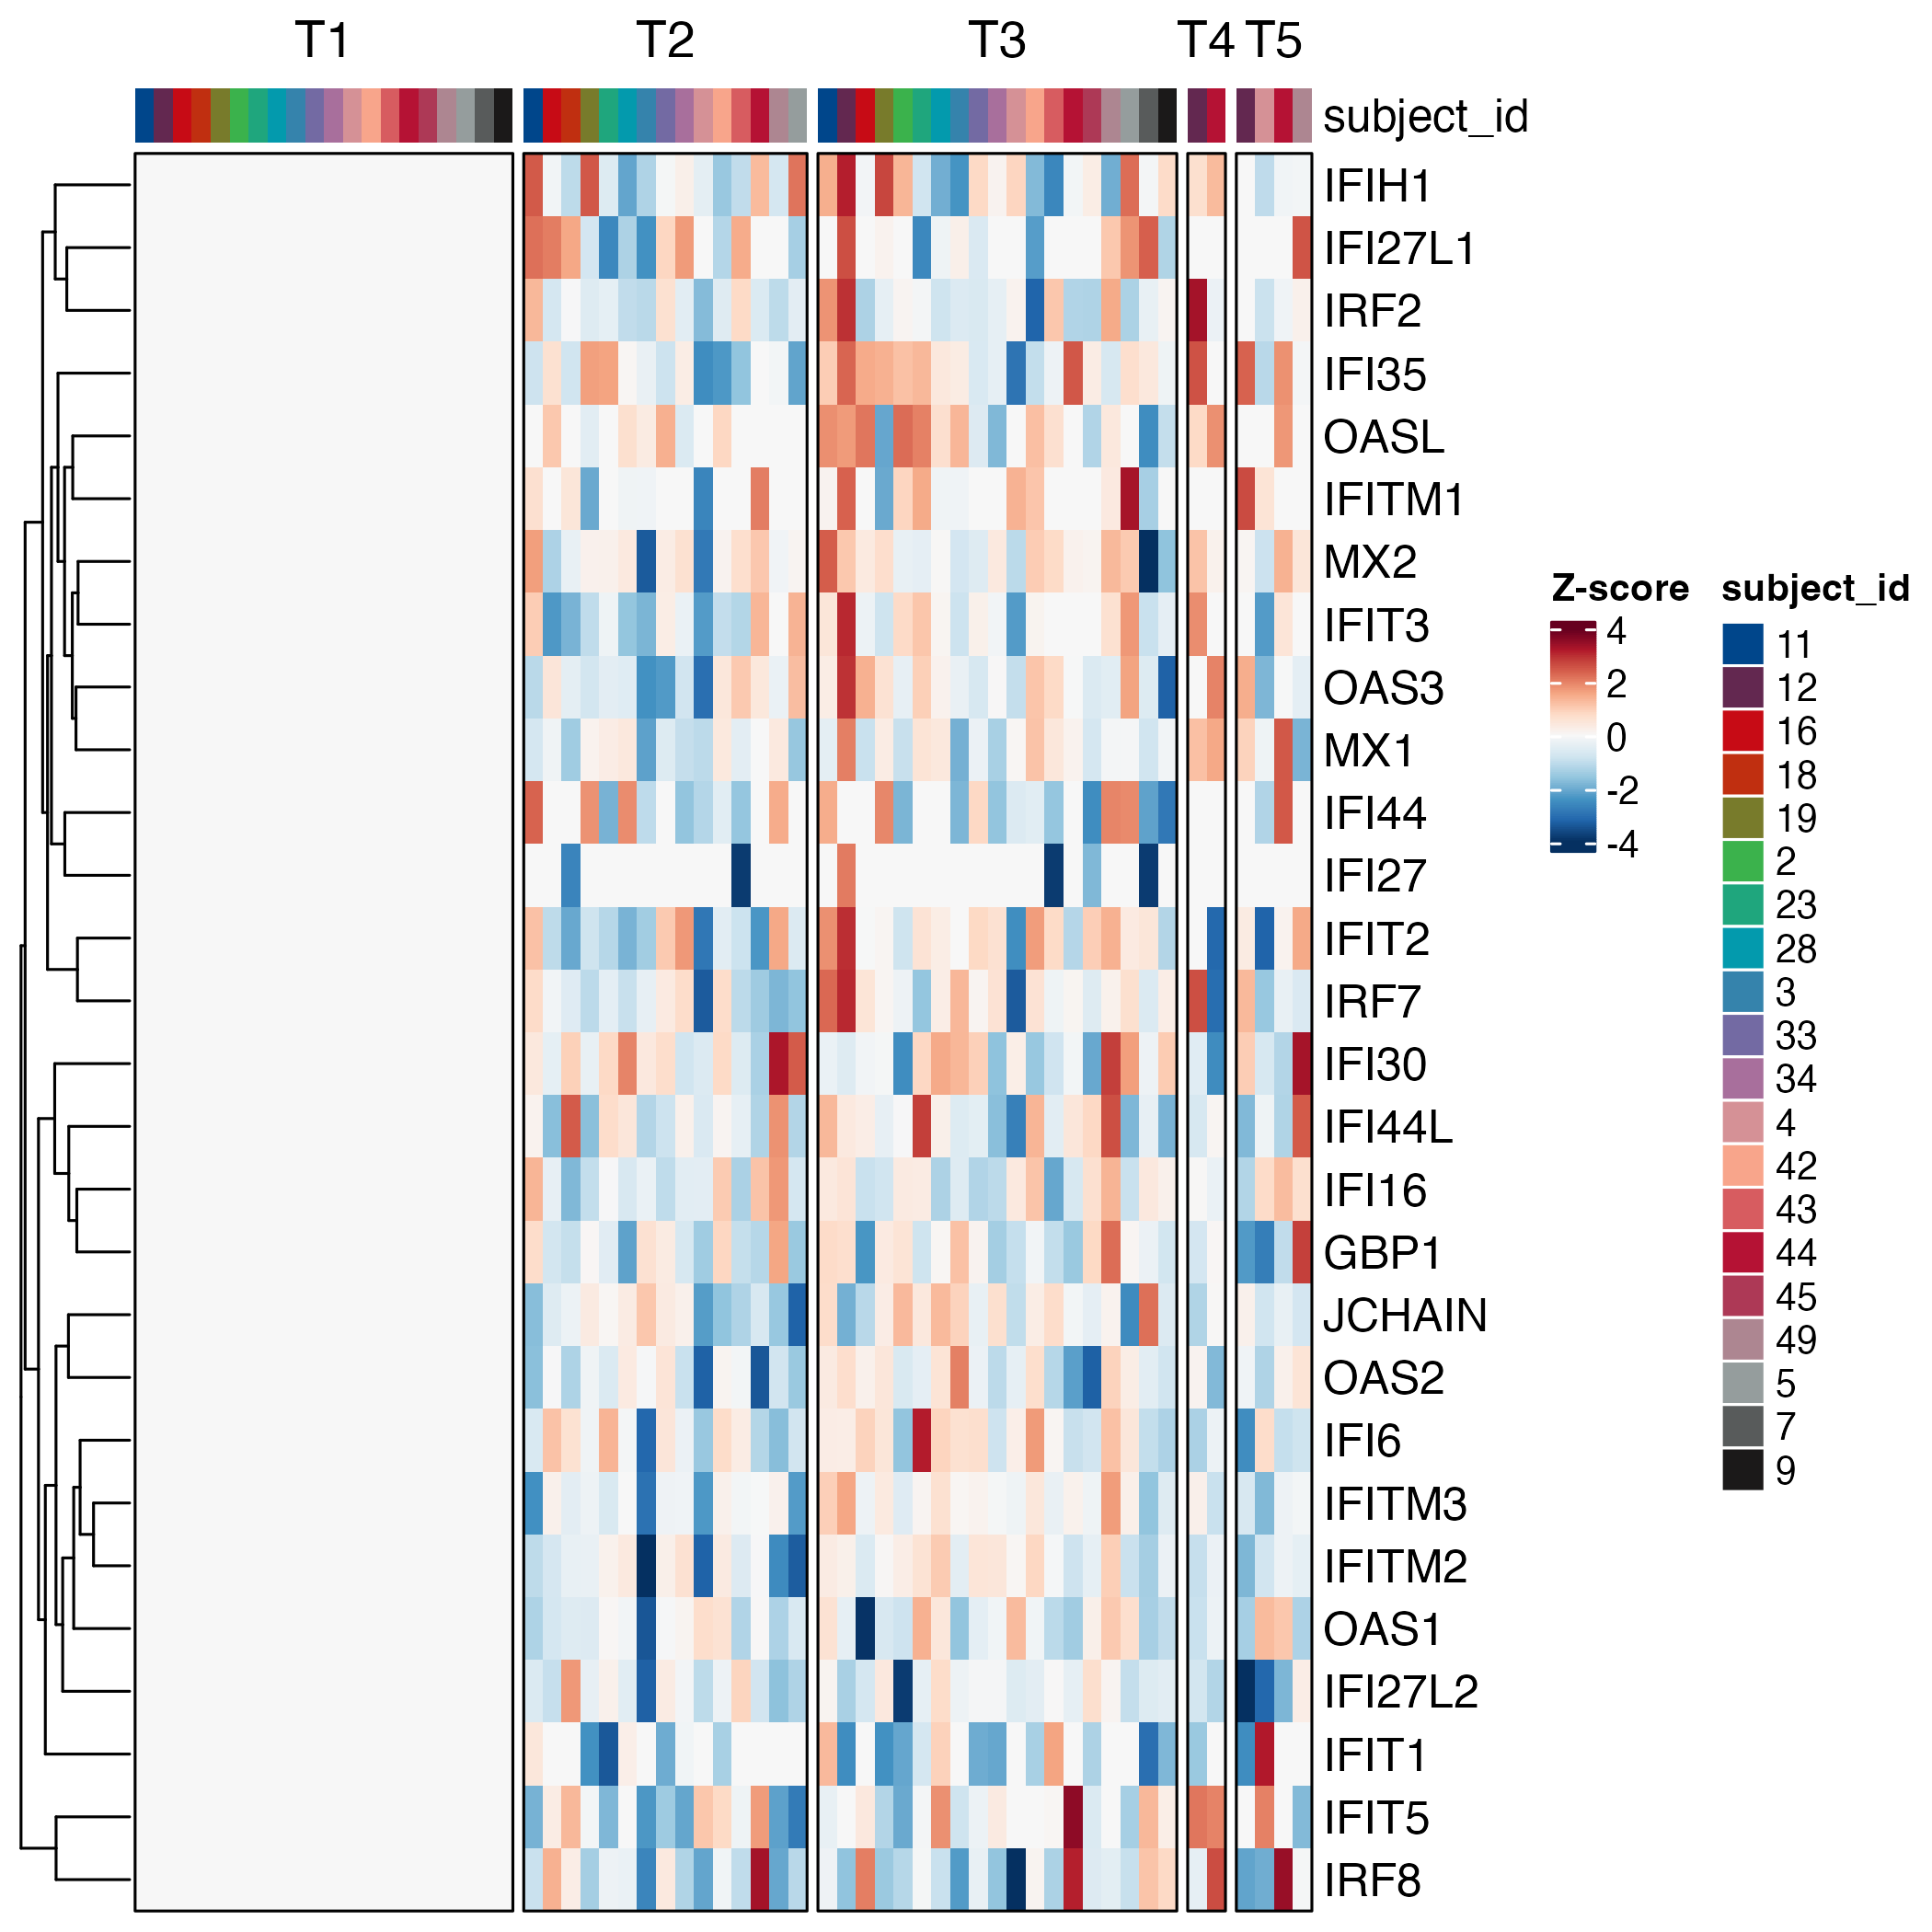 T1 T2 T3 T4 T5
subject_id
IFIH1
IFI27L1
IRF2
IFI35
OASL
IFITM1
MX2
IFIT3
OAS3
MX1
IFI44
IFI27
IFIT2
IRF7
IFI30
IFI44L
IFI16
GBP1
JCHAIN
OAS2
IFI6
IFITM3
IFITM2
OAS1
IFI27L2
IFIT1
IFIT5
IRF8
Z-score
4
2
0
-2
-4
subject_id
11
12
16
18
19
2
23
28
3
33
34
4
42
43
44
45
49
5
7
9